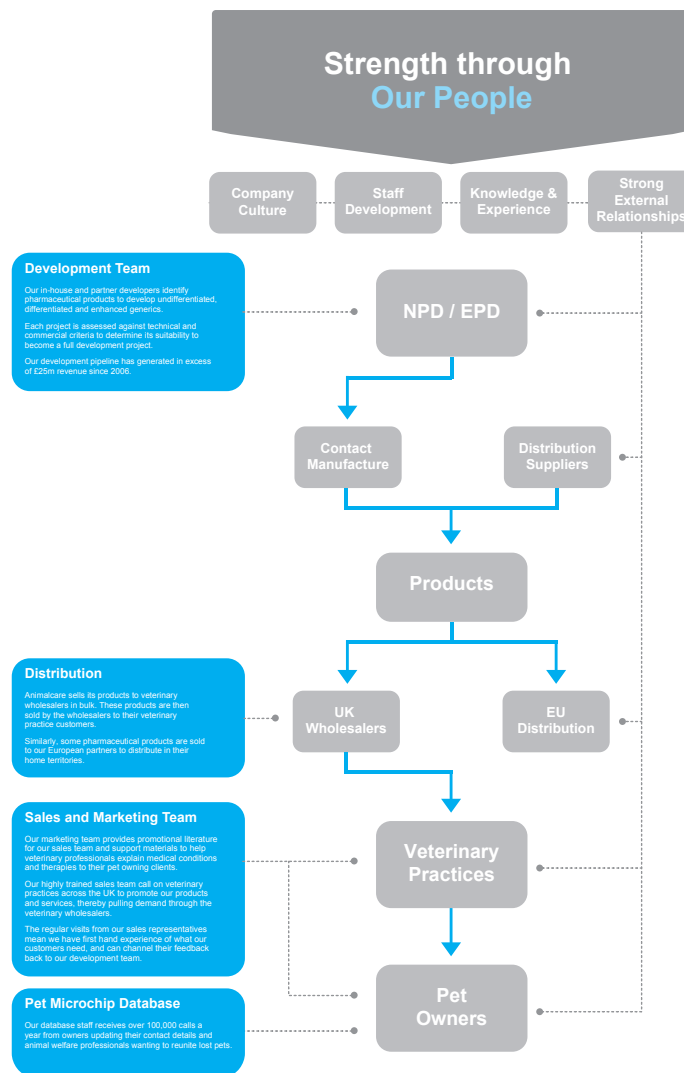 Strength through
Our People
Company
Culture
Staff
Development
Knowledge &
Experience
Strong
External
Relationships
Development Team
Our in-house and partner developers identify
pharmaceutical products to develop undifferentiated,
differentiated and enhanced generics.
Each project is assessed against technical and
commercial criteria to determine its suitability to
become a full development project.
Our development pipeline has generated in excess
of £25m revenue since 2006.
NPD / EPD
Contact
Manufacture
Distribution
Suppliers
Products
Distribution
Animalcare sells its products to veterinary
wholesalers in bulk. These products are then
sold by the wholesalers to their veterinary
practice customers.
Similarly, some pharmaceutical products are sold
to our European partners to distribute in their
home territories.
UK
Wholesalers
EU
Distribution
Sales and Marketing Team
Our marketing team provides promotional literature
for our sales team and support materials to help
veterinary professionals explain medical conditions
and therapies to their pet owning clients.
Our highly trained sales team call on veterinary
practices across the UK to promote our products
and services, thereby pulling demand through the
veterinary wholesalers.
The regular visits from our sales representatives
mean we have first hand experience of what our
customers need, and can channel their feedback
back to our development team.
Veterinary
Practices
Pet Microchip Database
Our database staff receives over 100,000 calls a
year from owners updating their contact details and
animal welfare professionals wanting to reunite lost pets.
Pet
Owners